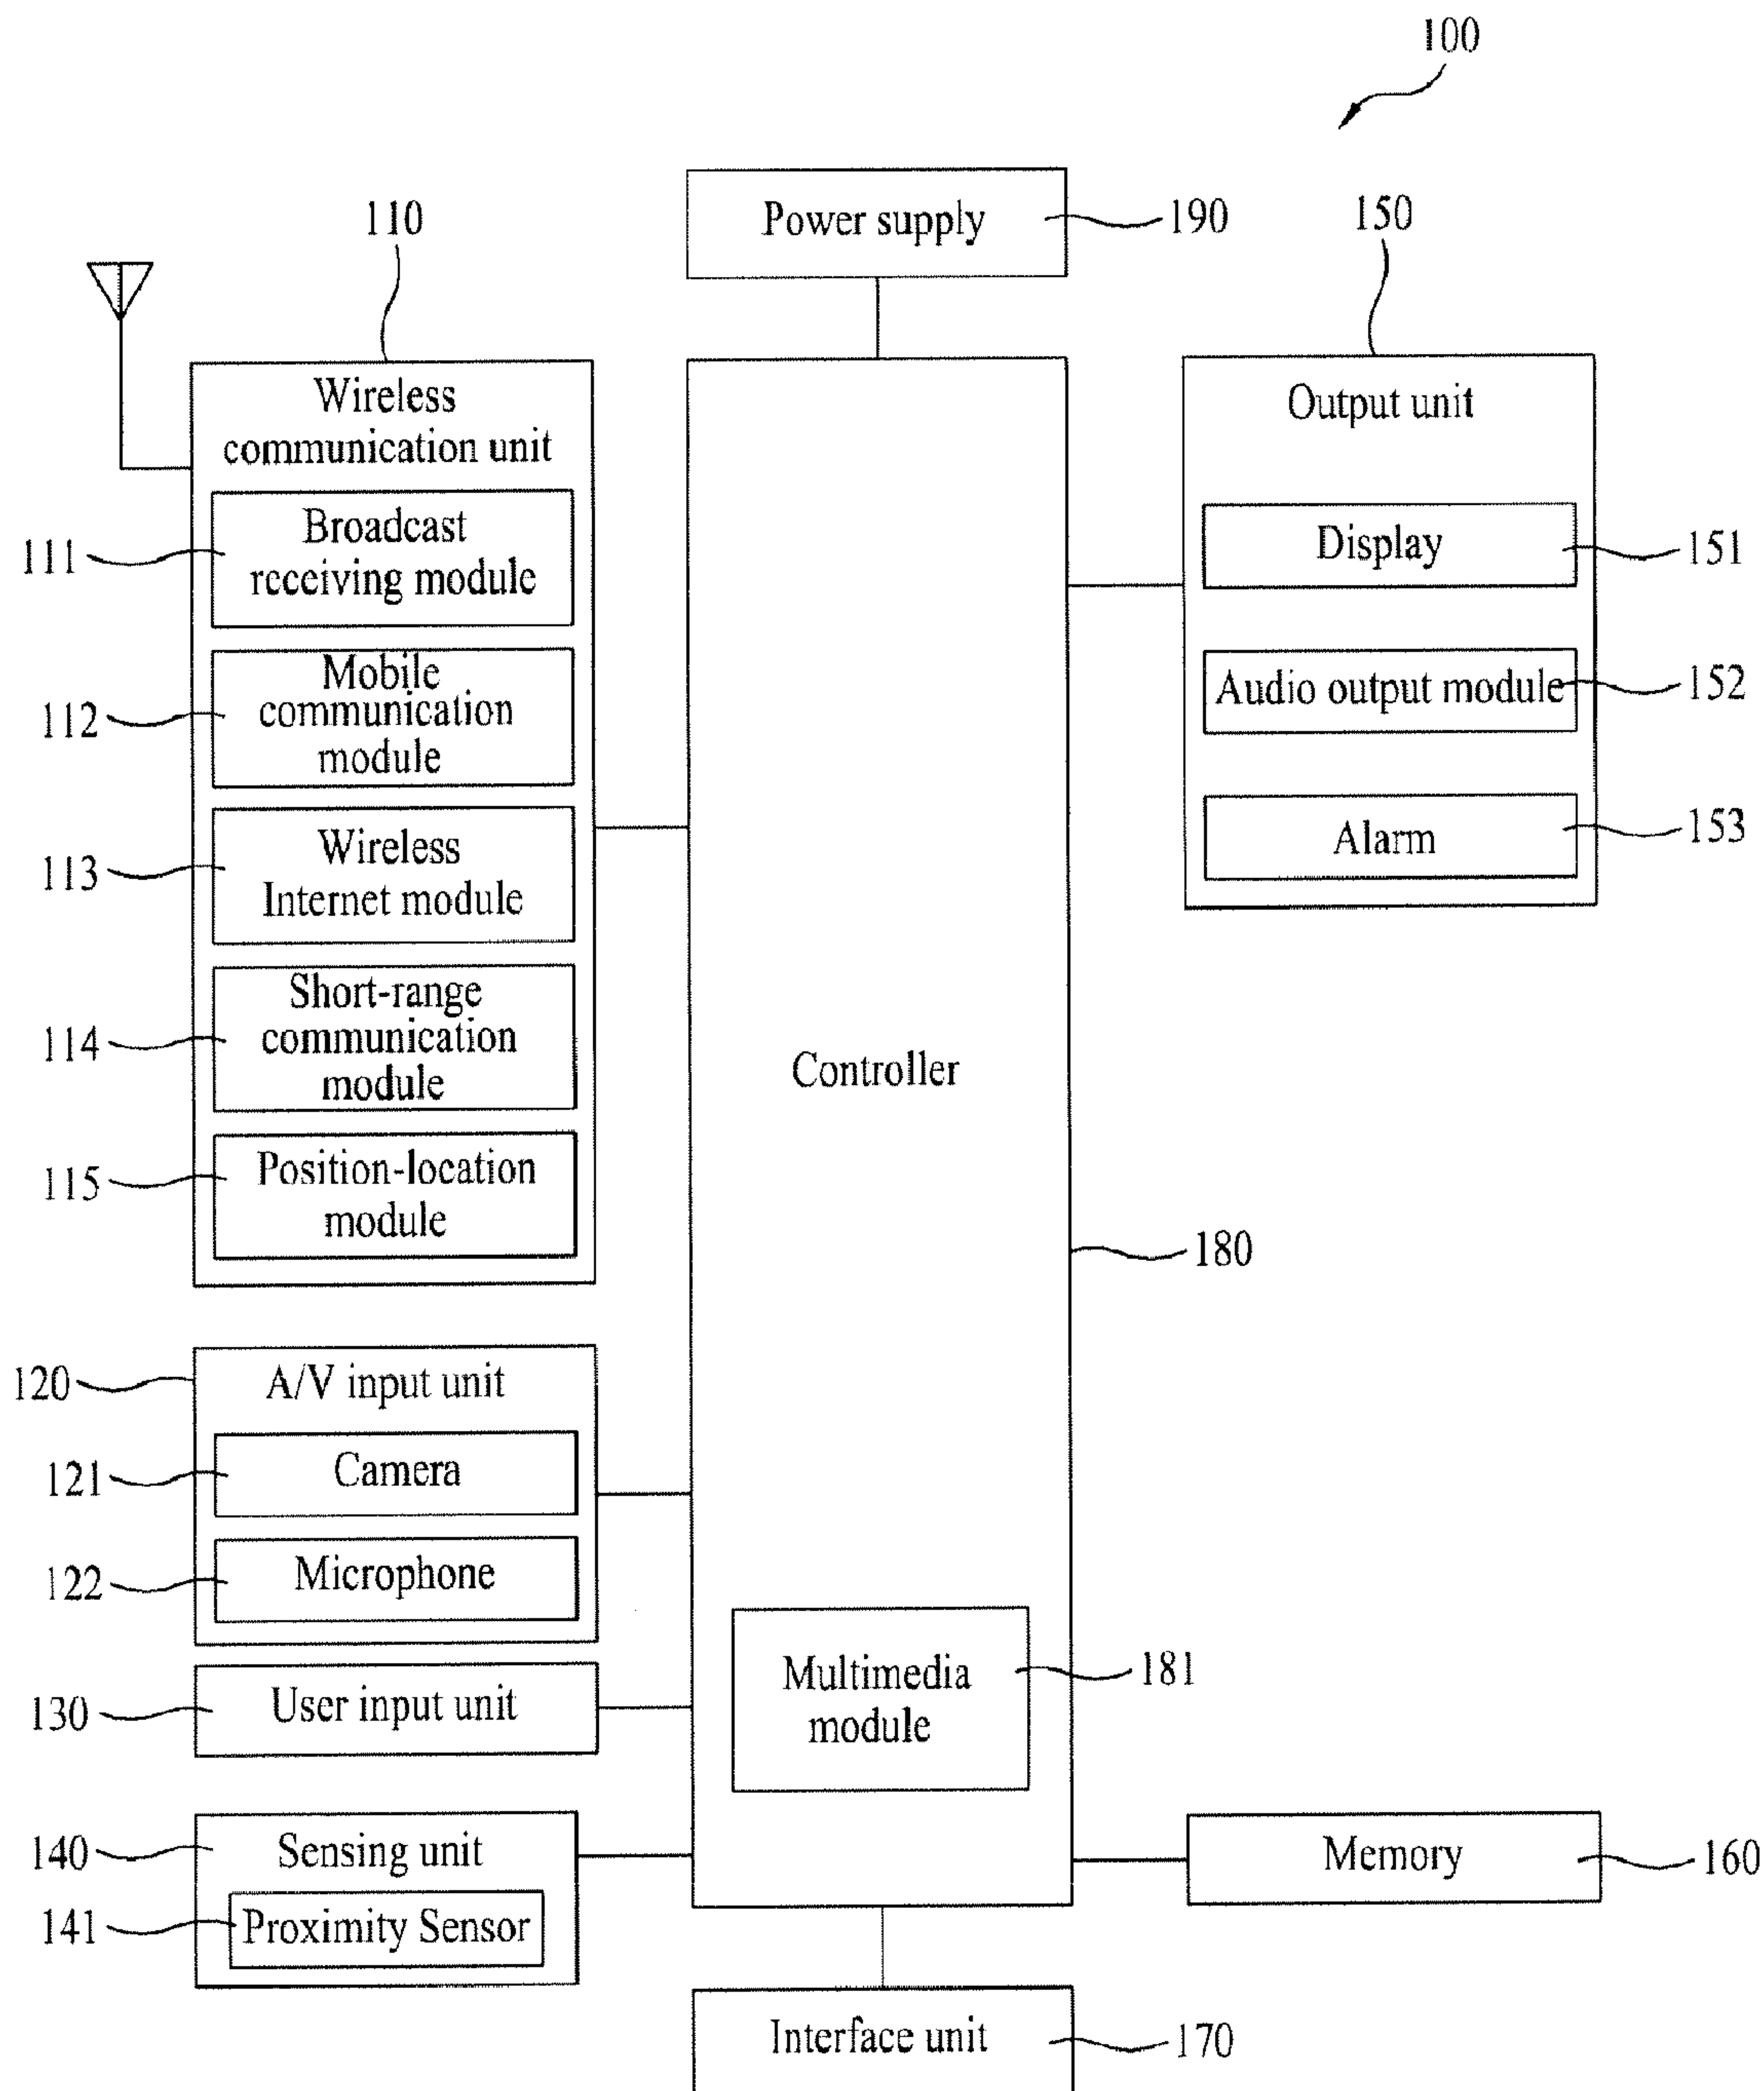 100
Power supply
190
110
150
Wireless
communication unit
Output unit
Broadcast
receiving module
111
Display
151
Mobile
communication
module
112
Audio output module
152
Wireless
Internet module
113
Alarm
153
Short-range
communication
module
114
Controller
Position-location
module
115
180
120
A/V input unit
121
Camera
122
Microphone
Multimedia
module
181
130
User input unit
140
Sensing unit
141
Proximity Sensor
Memory
160
Interface unit
170